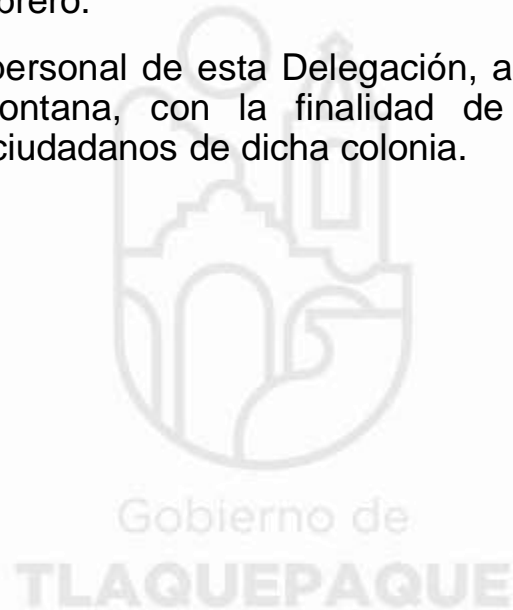 brero.
personal de esta Delegación, a
ontana, con la finalidad de
ciudadanos de dicha colonia.
Gobierno de
TLAQUEPAQUE